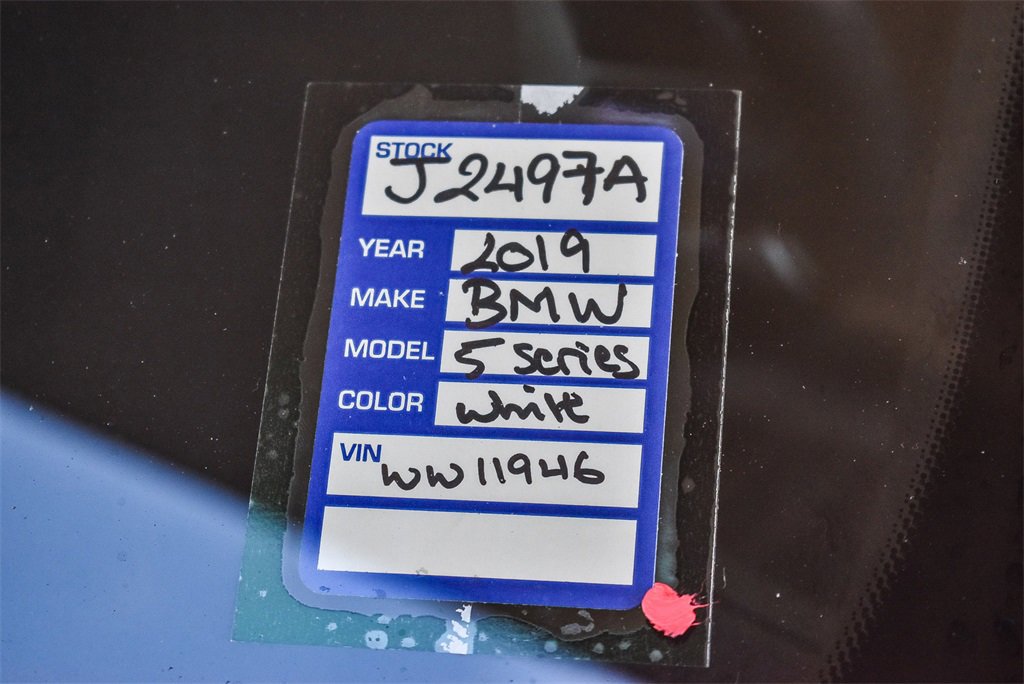 STOCK
J2497A
YEAR 2019
MAKE BMW
MODEL 5 series
COLOR White
VIN WW11946